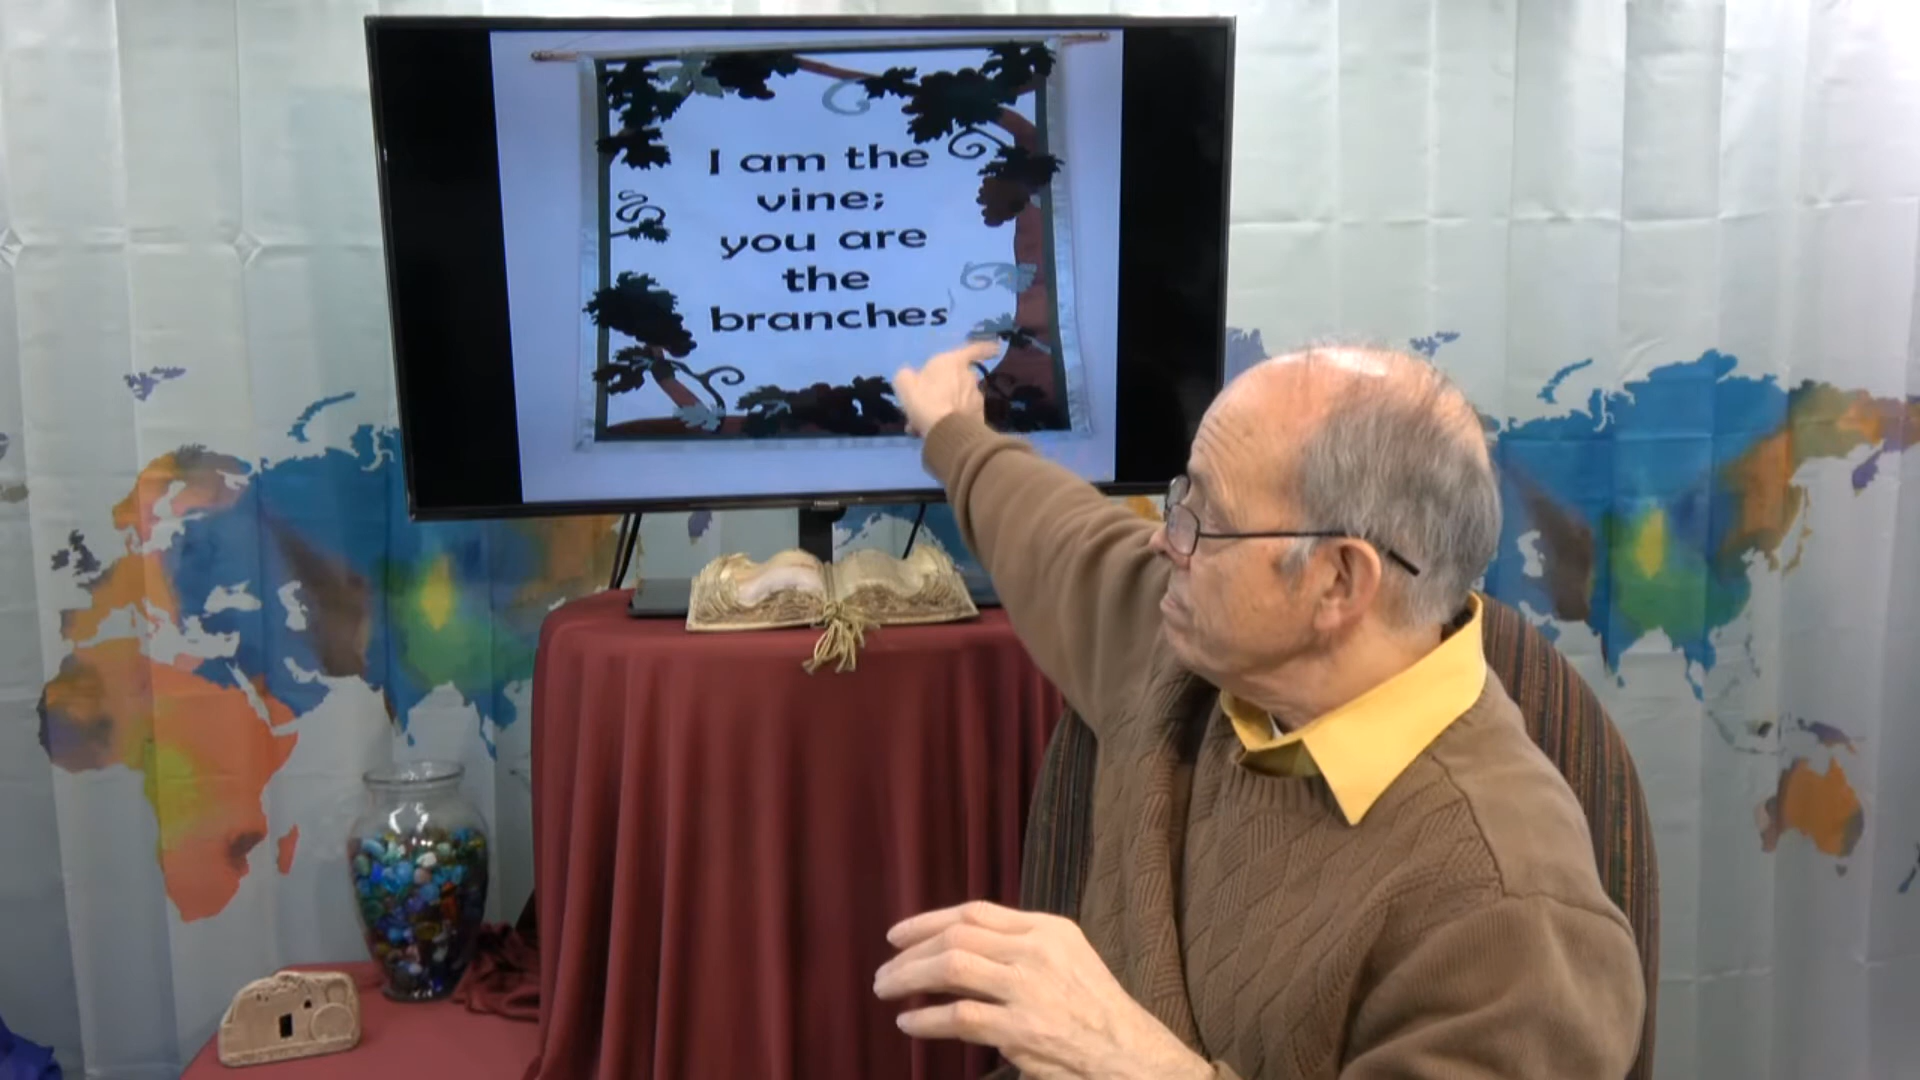 I am the
vine;
you are
the
branches